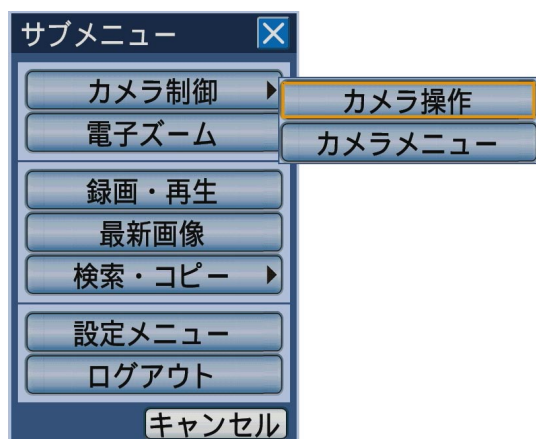 サブメニュー
カメラ制御
カメラ操作
電子ズーム
カメラメニュー
録画・再生
最新画像
検索・コピー
設定メニュー
ログアウト
キャンセル